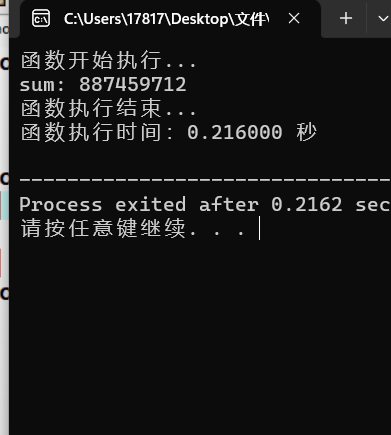 C:\Users\17817\Desktop\文件\
函数开始执行...
sum: 887459712
函数执行结束...
函数执行时间: 0.216000 秒
--------------------------------
Process exited after 0.2162 sec
请按任意键继续. . .